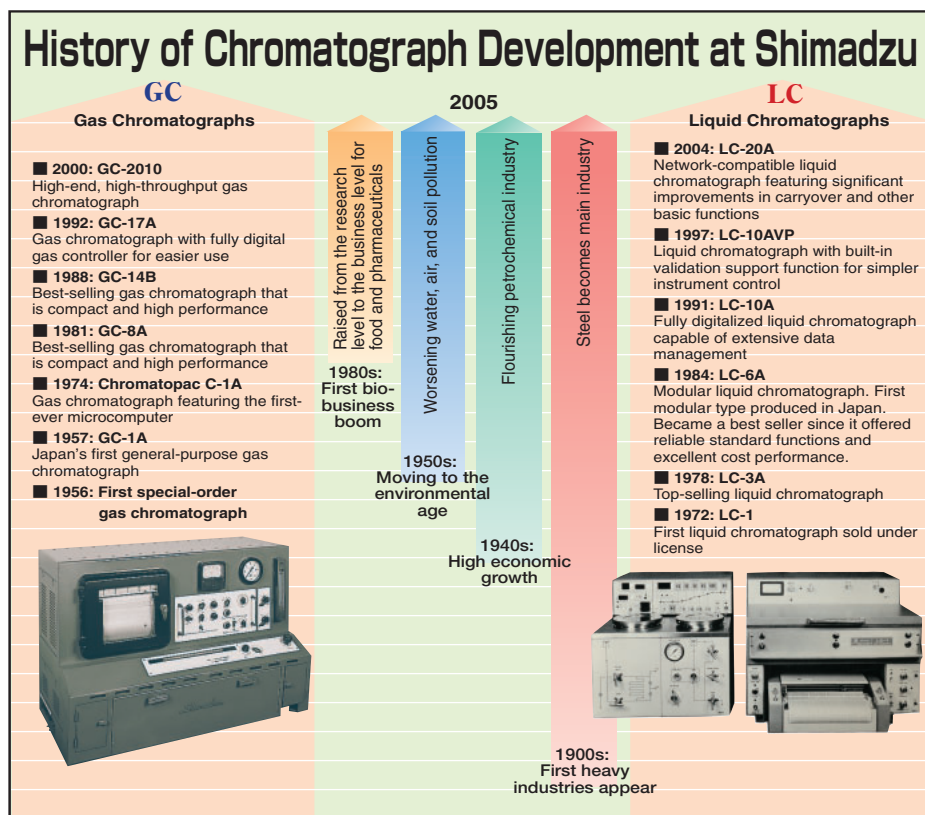 History of Chromatograph Development at Shimadzu
GC
Gas Chromatographs
■ 2000: GC-2010
High-end, high-throughput gas
chromatograph
■ 1992: GC-17A
Gas chromatograph with fully digital
gas controller for easier use
■ 1988: GC-14B
Best-selling gas chromatograph that
is compact and high performance
■ 1981: GC-8A
Best-selling gas chromatograph that
is compact and high performance
■ 1974: Chromatopac C-1A
Gas chromatograph featuring the first-
ever microcomputer
■ 1957: GC-1A
Japan's first general-purpose gas
chromatograph
■ 1956: First special-order
gas chromatograph
2005
Raised from the research
level to the business level for
food and pharmaceuticals
1980s:
First bio-
business
boom
Worsening water, air, and soil pollution
1950s:
Moving to the
environmental
age
Flourishing petrochemical industry
1940s:
High economic
growth
Steel becomes main industry
1900s:
First heavy
industries appear
LC
Liquid Chromatographs
■ 2004: LC-20A
Network-compatible liquid
chromatograph featuring significant
improvements in carryover and other
basic functions
■ 1997: LC-10AVP
Liquid chromatograph with built-in
validation support function for simpler
instrument control
■ 1991: LC-10A
Fully digitalized liquid chromatograph
capable of extensive data
management
■ 1984: LC-6A
Modular liquid chromatograph. First
modular type produced in Japan.
Became a best seller since it offered
reliable standard functions and
excellent cost performance.
■ 1978: LC-3A
Top-selling liquid chromatograph
■ 1972: LC-1
First liquid chromatograph sold under
license